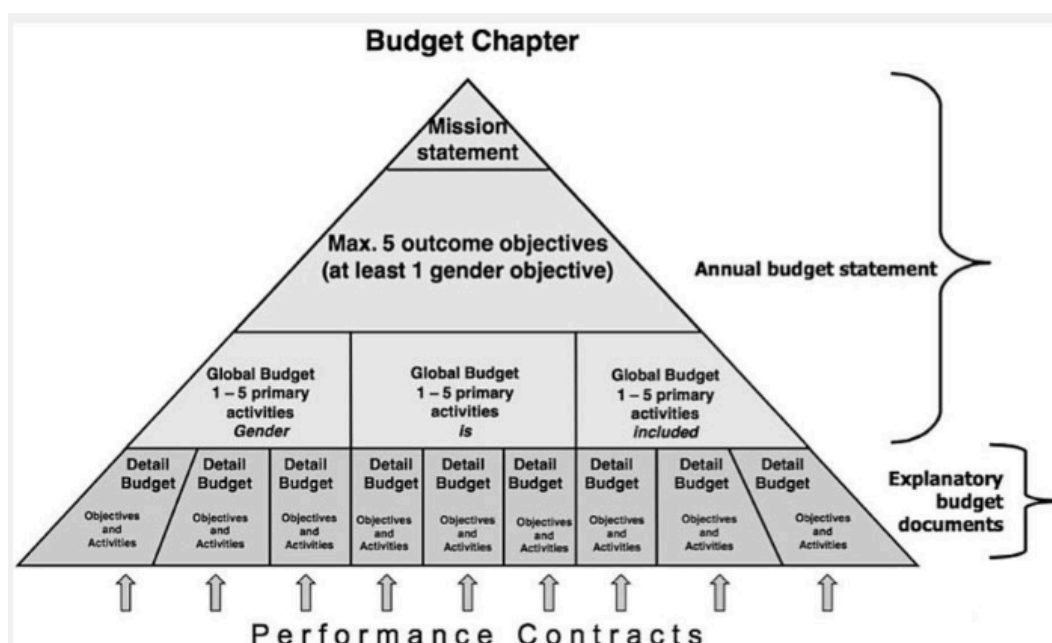 Budget Chapter
Mission
statement
Max. 5 outcome objectives
(at least 1 gender objective)
Annual budget statement
Global Budget
1 – 5 primary
activities
Gender
Global Budget
1 – 5 primary
activities
is
Global Budget
1 – 5 primary
activities
included
Detail
Budget
Objectives
and
Activities
Detail
Budget
Objectives
and
Activities
Detail
Budget
Objectives
and
Activities
Detail
Budget
Objectives
and
Activities
Detail
Budget
Objectives
and
Activities
Detail
Budget
Objectives
and
Activities
Detail
Budget
Objectives
and
Activities
Detail
Budget
Objectives
and
Activities
Detail
Budget
Objectives
and
Activities
Explanatory
budget
documents
Performance Contracts